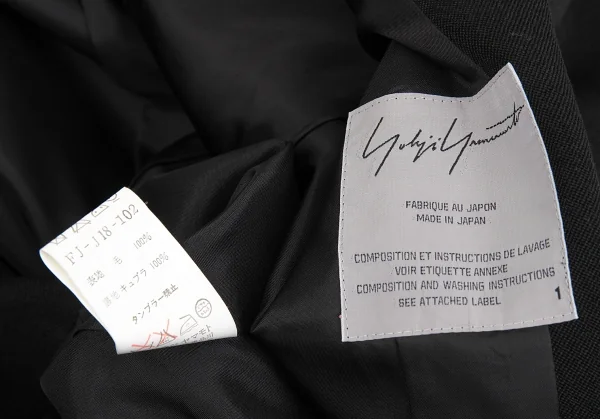 FJ-J18-102
表地 毛 100%
裏地 キュプラ 100%
タンブラー禁止
Yohji Yamamoto
FABRIQUE AU JAPON
MADE IN JAPAN
COMPOSITION ET INSTRUCTIONS DE LAVAGE
VOIR ETIQUETTE ANNEXE
COMPOSITION AND WASHING INSTRUCTIONS
SEE ATTACHED LABEL
1